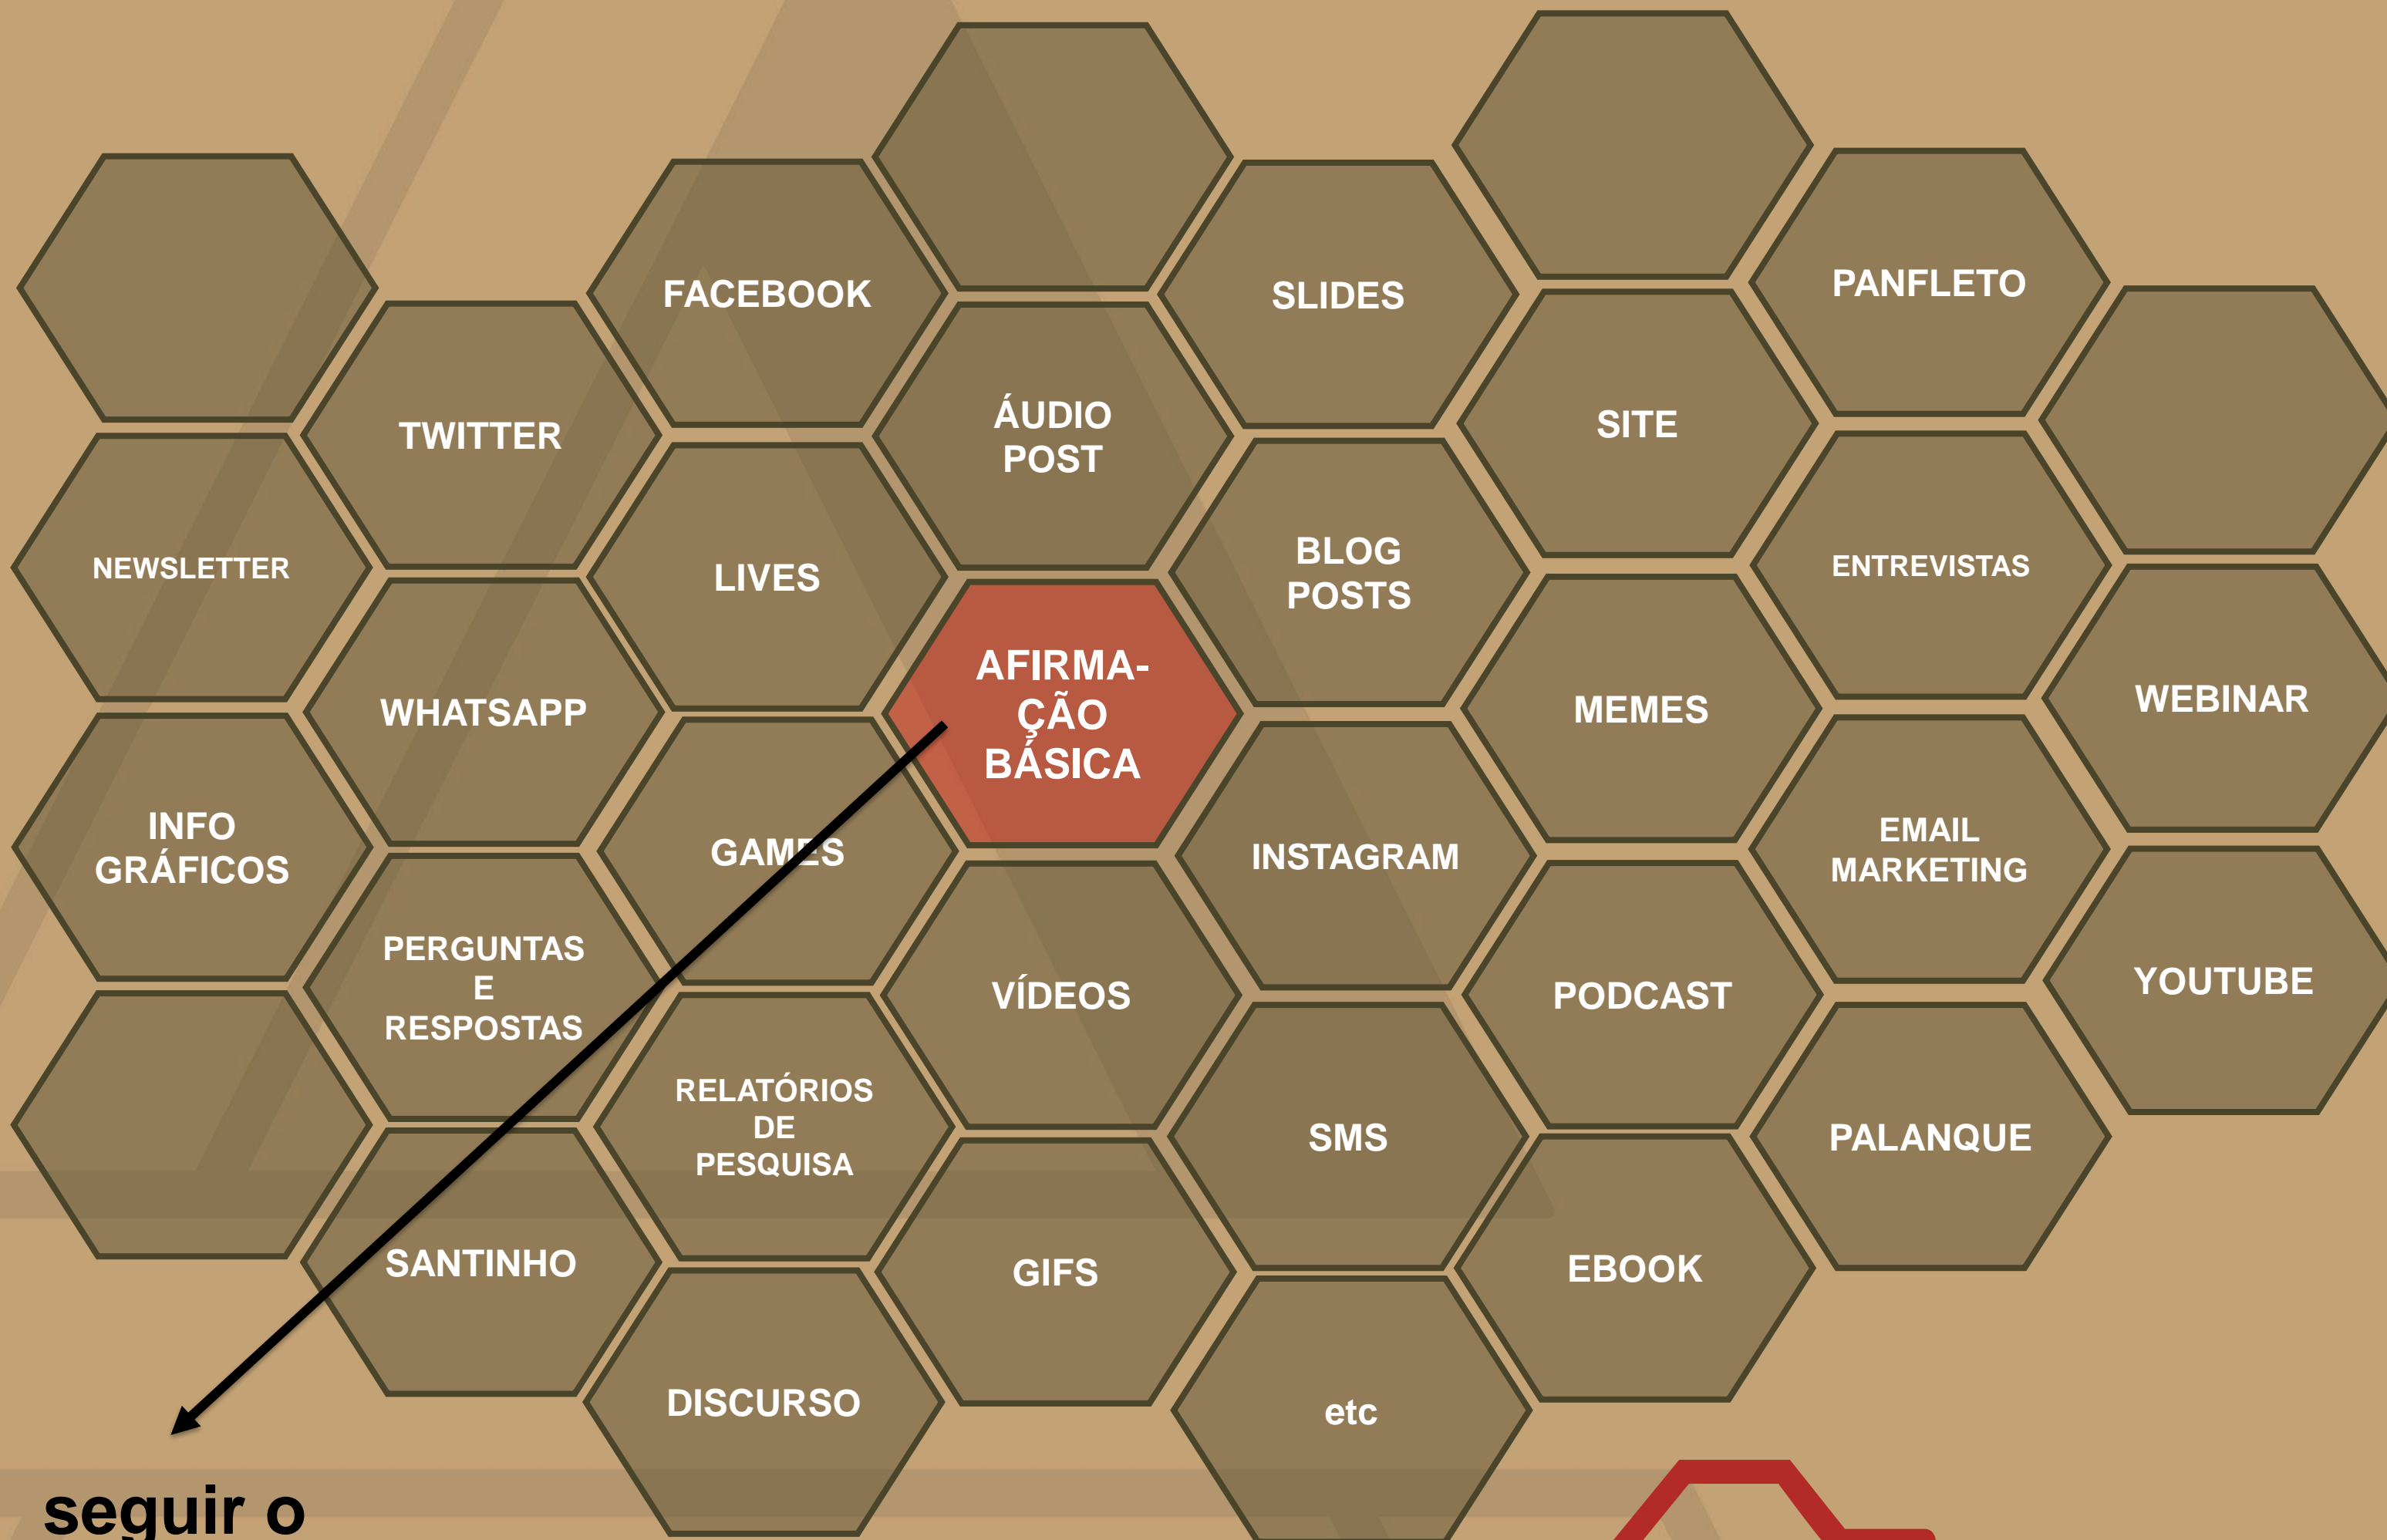 FACEBOOK
SLIDES
PANFLETO
TWITTER
ÁUDIO
POST
SITE
NEWSLETTER
LIVES
BLOG
POSTS
ENTREVISTAS
WHATSAPP
AFIRMA-
ÇÃO
BÁSICA
MEMES
WEBINAR
INFO
GRÁFICOS
GAMES
INSTAGRAM
EMAIL
MARKETING
PERGUNTAS
E
RESPOSTAS
VÍDEOS
PODCAST
YOUTUBE
RELATÓRIOS
DE
PESQUISA
SMS
PALANQUE
SANTINHO
GIFS
EBOOK
DISCURSO
etc
seguir o